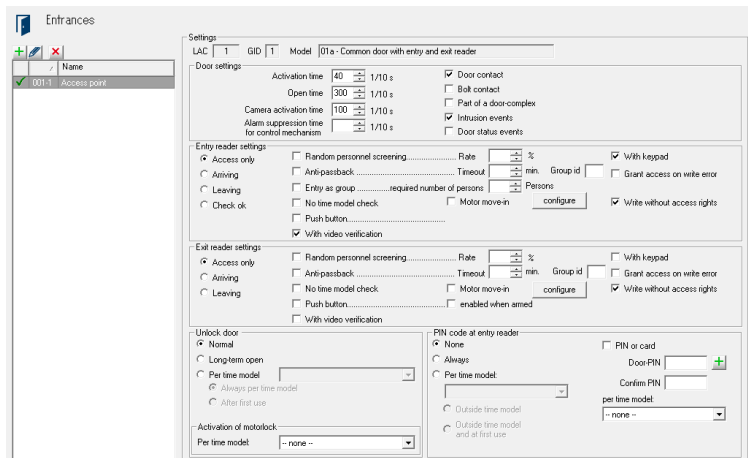 Entrances
Settings
LAC 1 GID 1 Model 01a - Common door with entry and exit reader
Name
001-1 Access point
Door settings
Activation time 40 1/10 s
Door contact
Open time 300 1/10 s
Bolt contact
Camera activation time 100 1/10 s
Part of a door-complex
Alarm suppression time
for control mechanism 1/10 s
Intrusion events
Door status events
Entry reader settings
Access only
Random personnel screening....................... Rate %
With keypad
Arriving
Anti-passback .......................................... Timeout min. Group id
Grant access on write error
Leaving
Entry as group ..............required number of persons Persons
Check ok
No time model check
Motor move-in configure
Write without access rights
Push button...................................
With video verification
Exit reader settings
Access only
Random personnel screening....................... Rate %
With keypad
Arriving
Anti-passback .......................................... Timeout min. Group id
Grant access on write error
Leaving
No time model check
Motor move-in configure
Write without access rights
Push button...................................
enabled when armed
With video verification
Unlock door
Normal
Long-term open
Per time model
Always per time model
After first use
Activation of motorlock
Per time model: -- none --
PIN code at entry reader
None
PIN or card
Always
Door-PIN
Per time model:
Confirm PIN
per time model:
Outside time model
-- none --
Outside time model
and at first use